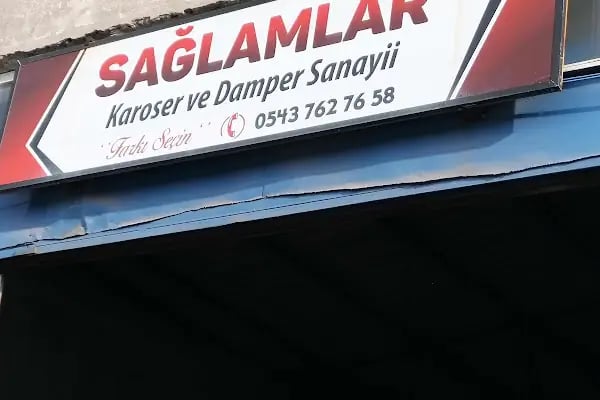 SAĞLAMLAR
Karoser ve Damper Sanayii
"Farkı Seçin" 0543 762 76 58